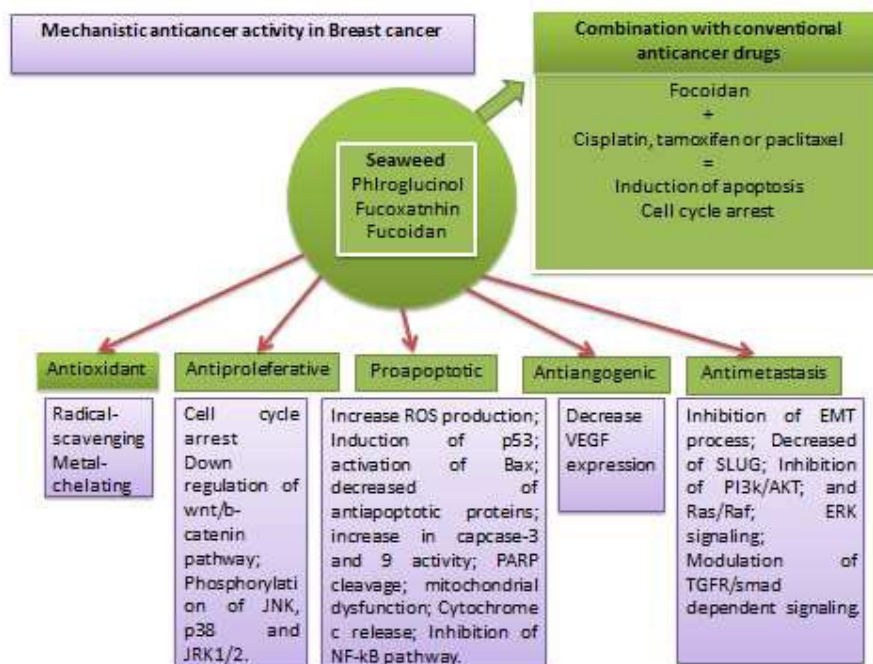 Mechanistic anticancer activity in Breast cancer
Combination with conventional
anticancer drugs
Focoidan
+
Cisplatin, tamoxifen or paclitaxel
=
Induction of apoptosis
Cell cycle arrest
Seaweed
Phlroglucinol
Fucoxatnhin
Fucoidan
Antioxidant
Radical-
scavenging
Metal-
chelating
Antiproleferative
Cell cycle
arrest
Down
regulation of
wnt/b-
catenin
pathway;
Phosphorylati
on of JNK,
p38 and
JRK1/2.
Proapoptotic
Increase ROS production;
Induction of p53;
activation of Bax;
decreased of
antiapoptotic proteins;
increase in capcase-3
and 9 activity; PARP
cleavage; mitochondrial
dysfunction; Cytochrome
c release; Inhibition of
NF-kB pathway.
Antiangogenic
Decrease
VEGF
expression
Antimetastasis
Inhibition of EMT
process; Decreased
of SLUG; Inhibition
of PI3k/AKT; and
Ras/Raf; ERK
signaling;
Modulation of
TGFR/smad
dependent signaling.